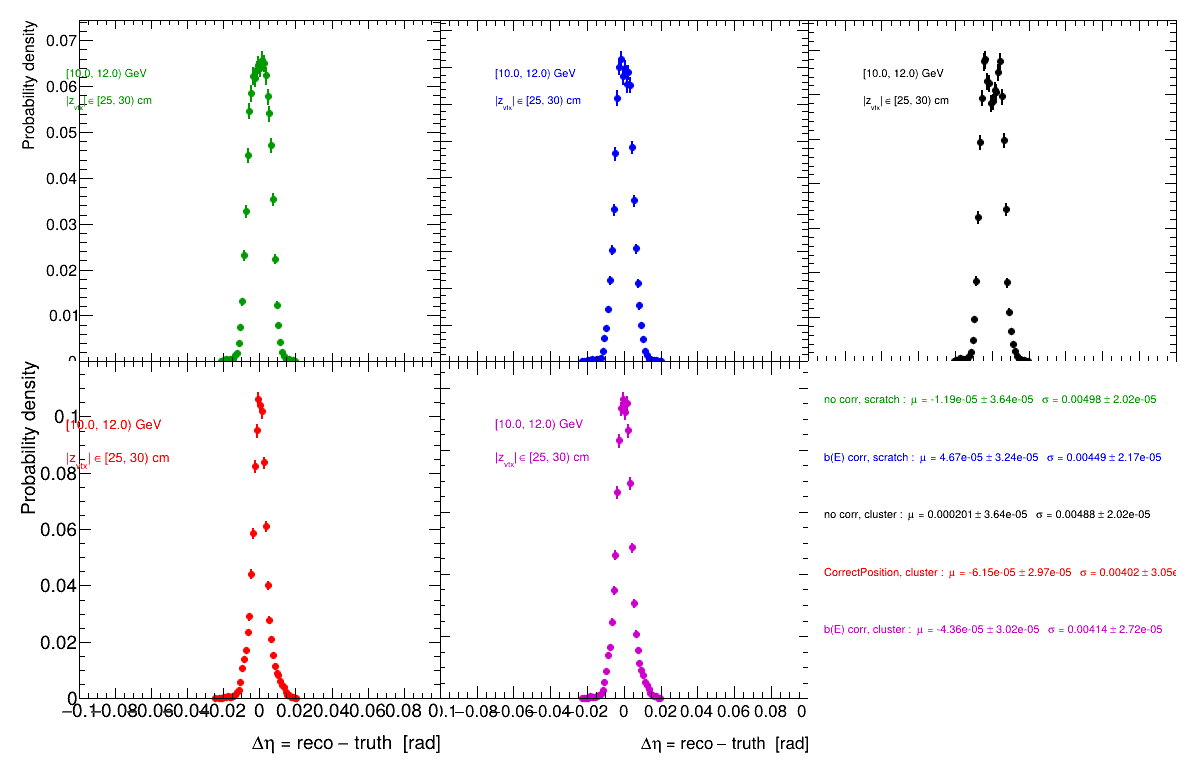 Probability density
0.07
0.06
0.05
0.04
0.03
0.02
0.01
0
[10.0, 12.0) GeV
|z_vtx| ∈ [25, 30) cm
[10.0, 12.0) GeV
|z_vtx| ∈ [25, 30) cm
[10.0, 12.0) GeV
|z_vtx| ∈ [25, 30) cm
Probability density
0.1
0.08
0.06
0.04
0.02
0
[10.0, 12.0) GeV
|z_vtx| ∈ [25, 30) cm
[10.0, 12.0) GeV
|z_vtx| ∈ [25, 30) cm
no corr, scratch : μ = -1.19e-05 ± 3.64e-05 σ = 0.00498 ± 2.02e-05
b(E) corr, scratch : μ = 4.67e-05 ± 3.24e-05 σ = 0.00449 ± 2.17e-05
no corr, cluster : μ = 0.000201 ± 3.64e-05 σ = 0.00488 ± 2.02e-05
CorrectPosition, cluster : μ = -6.15e-05 ± 2.97e-05 σ = 0.00402 ± 3.05e
b(E) corr, cluster : μ = -4.36e-05 ± 3.02e-05 σ = 0.00414 ± 2.72e-05
−0.1 −0.08 −0.06 −0.04 −0.02 0 0.02 0.04 0.06 0.08 0.1
−0.08 −0.06 −0.04 −0.02 0 0.02 0.04 0.06 0.08 0
Δη = reco − truth [rad]
Δη = reco − truth [rad]